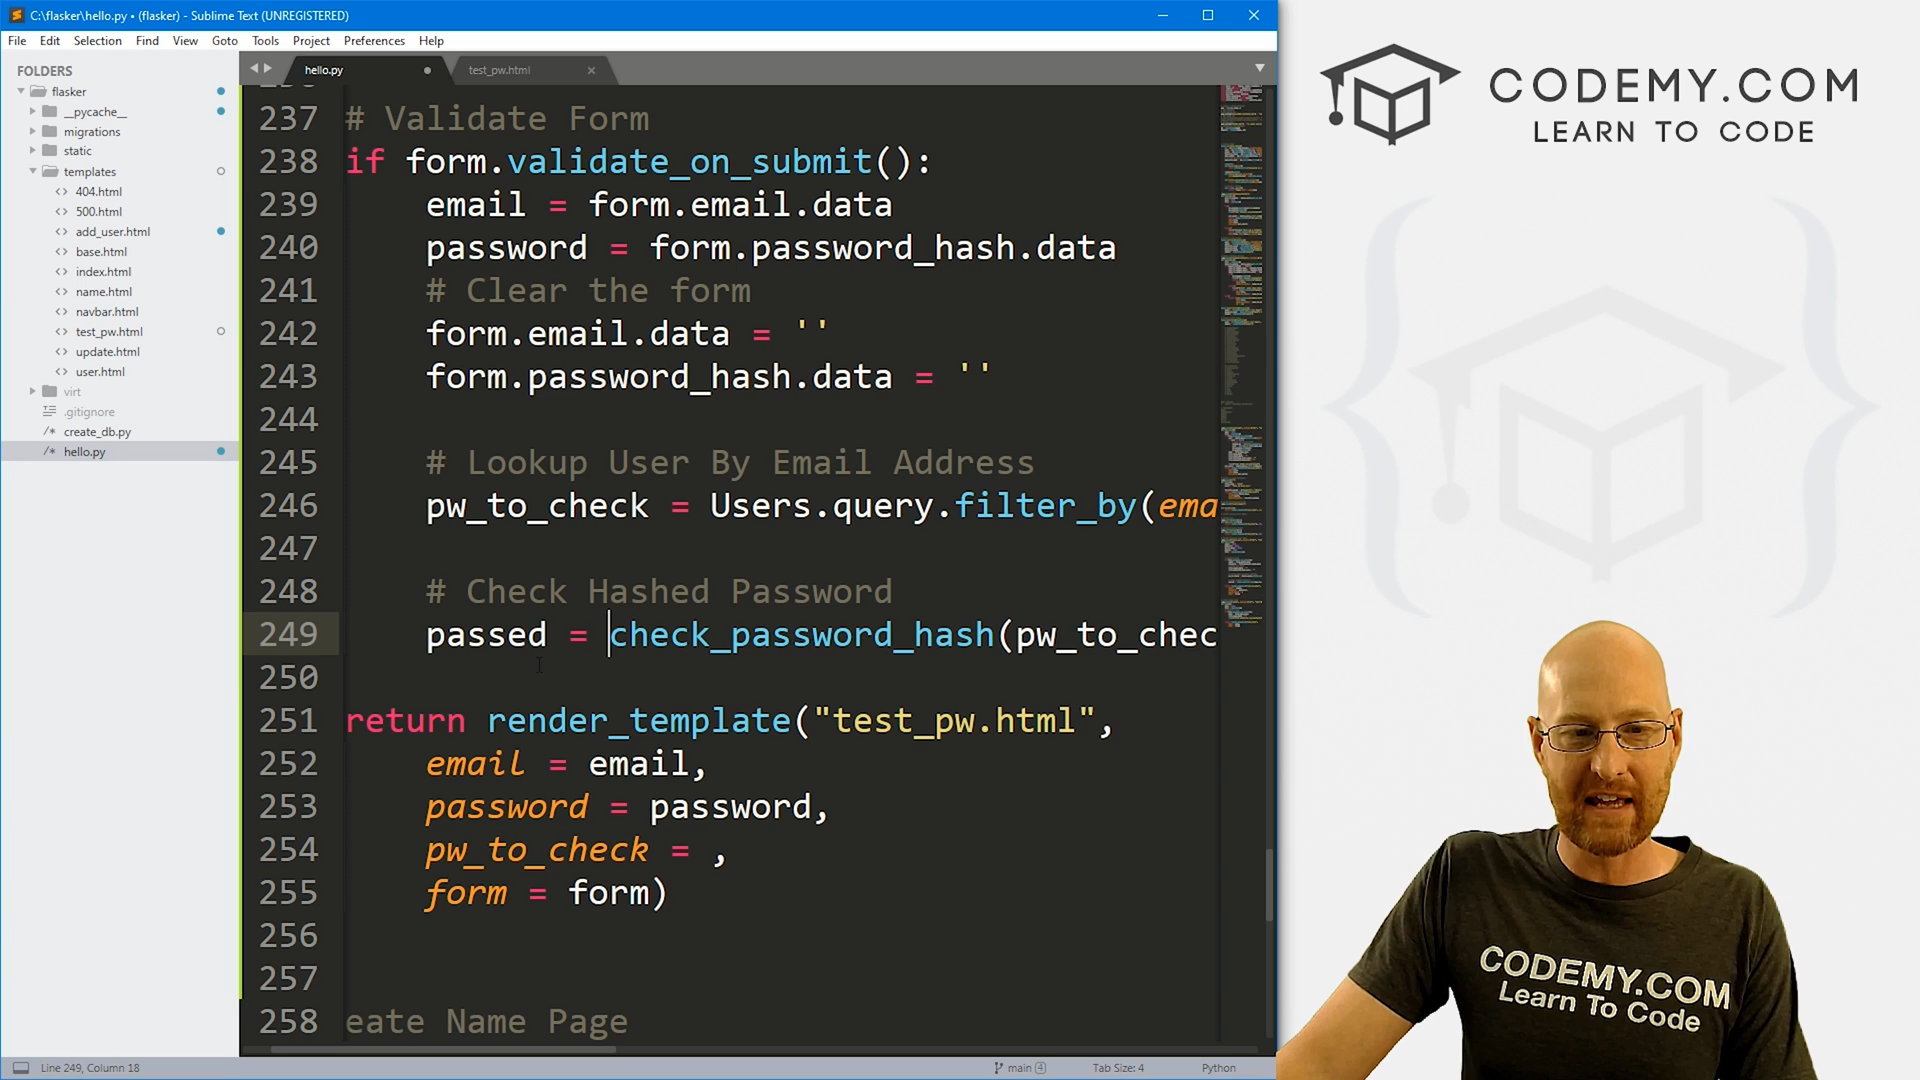 C:\flasker\hello.py • (flasker) - Sublime Text (UNREGISTERED)
File Edit Selection Find View Goto Tools Project Preferences Help
FOLDERS
flasker
__pycache__
migrations
static
templates
404.html
500.html
add_user.html
base.html
index.html
name.html
navbar.html
test_pw.html
update.html
user.html
virt
.gitignore
create_db.py
hello.py
hello.py test_pw.html
237 # Validate Form
238 if form.validate_on_submit():
239 email = form.email.data
240 password = form.password_hash.data
241 # Clear the form
242 form.email.data = ''
243 form.password_hash.data = ''
244
245 # Lookup User By Email Address
246 pw_to_check = Users.query.filter_by(ema
247
248 # Check Hashed Password
249 passed = check_password_hash(pw_to_chec
250
251 return render_template("test_pw.html",
252 email = email,
253 password = password,
254 pw_to_check = ,
255 form = form)
256
257
258 eate Name Page
Line 249, Column 18 main 4 Tab Size: 4 Python
CODEMY.COM
LEARN TO CODE
CODEMY.COM
Learn To Code